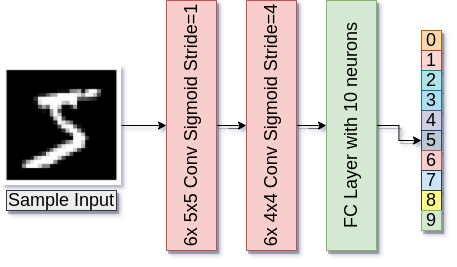 Sample Input
6x 5x5 Conv Sigmoid Stride=1
6x 4x4 Conv Sigmoid Stride=4
FC Layer with 10 neurons
0
1
2
3
4
5
6
7
8
9